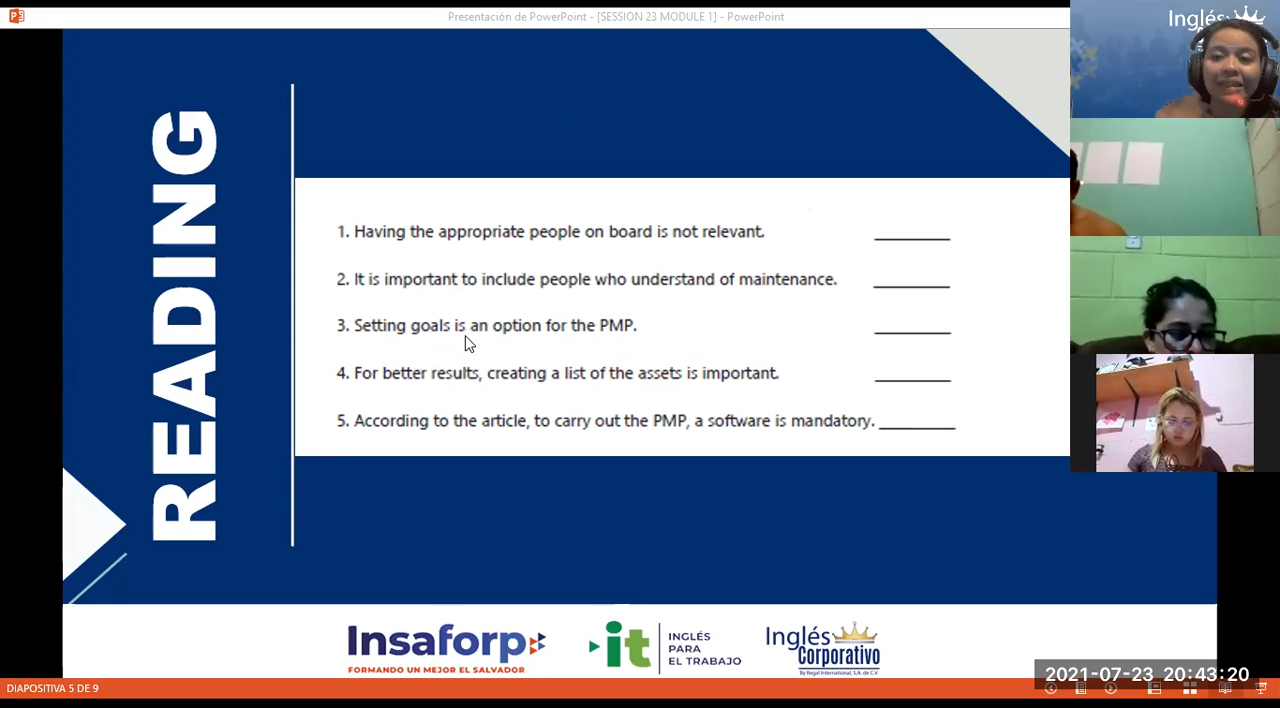 Presentación de PowerPoint - [SESSION 23 MODULE 1] - PowerPoint
Inglés
READING
1. Having the appropriate people on board is not relevant. ________
2. It is important to include people who understand of maintenance. ________
3. Setting goals is an option for the PMP. ________
4. For better results, creating a list of the assets is important. ________
5. According to the article, to carry out the PMP, a software is mandatory. ________
Insaforp
FORMANDO UN MEJOR EL SALVADOR
it
INGLÉS
PARA
EL TRABAJO
Inglés
Corporativo
By Regal International, S.A. de C.V
2021-07-23 20:43:20
DIAPOSITIVA 5 DE 9